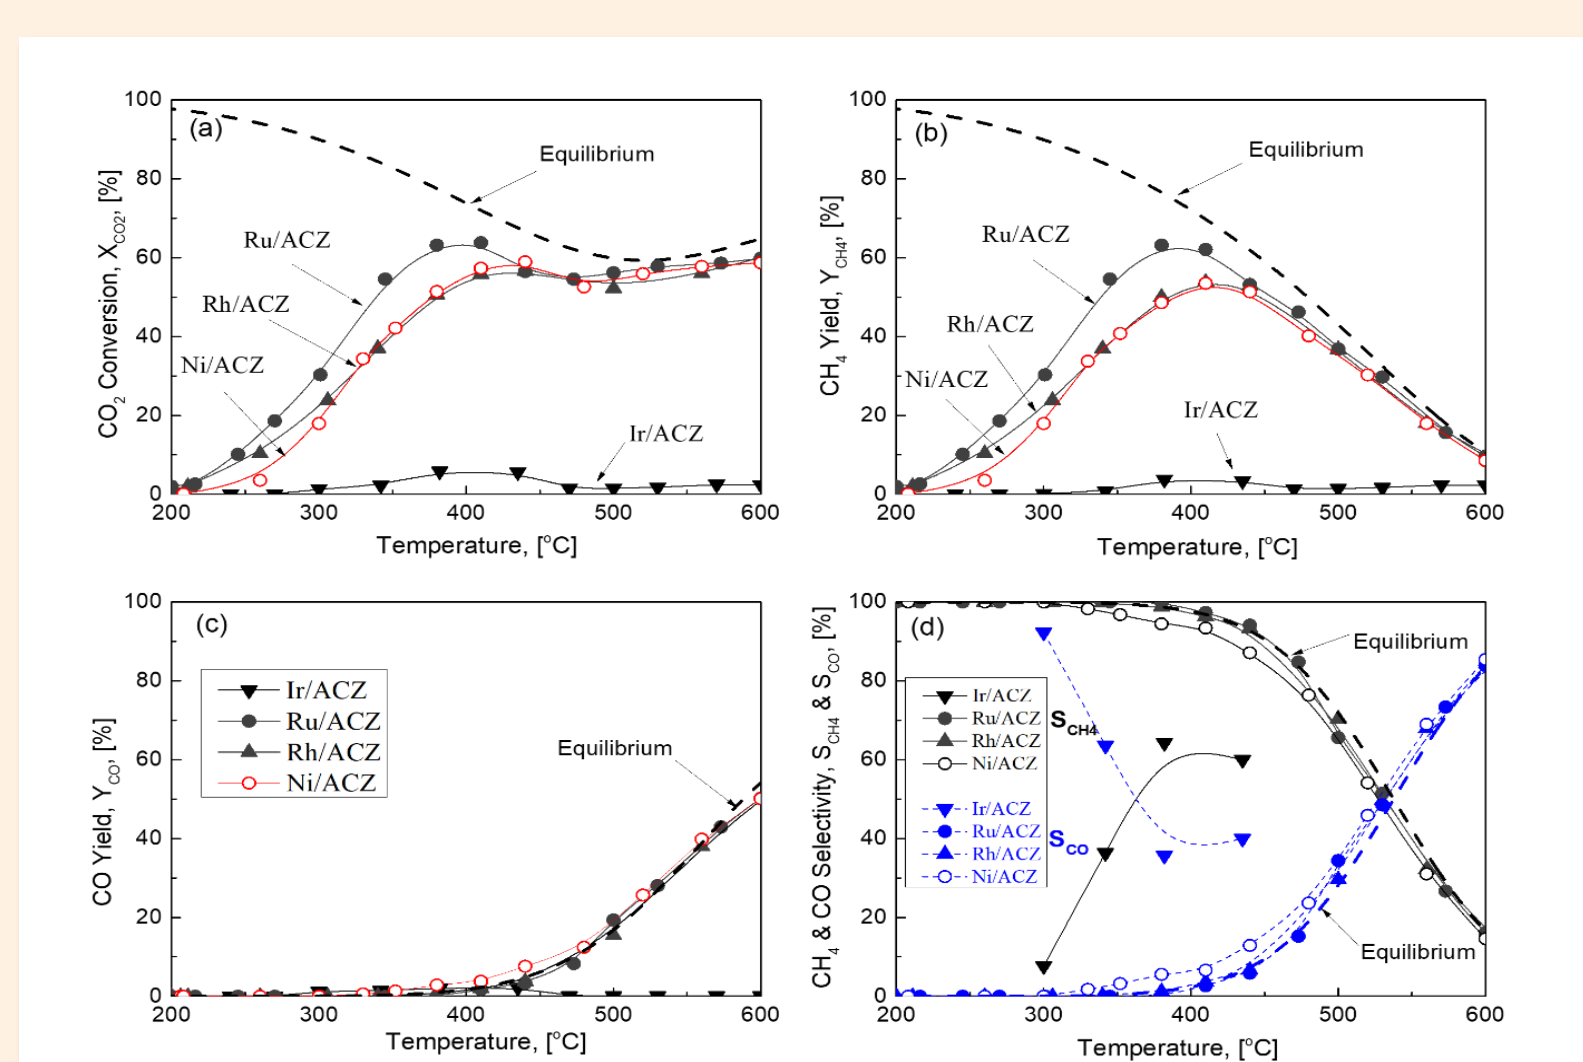 (a)
100
80
60
40
20
0
CO2 Conversion, XCO2, [%]
Equilibrium
Ru/ACZ
Rh/ACZ
Ni/ACZ
Ir/ACZ
200 300 400 500 600
Temperature, [oC]
(b)
100
80
60
40
20
0
CH4 Yield, YCH4, [%]
Equilibrium
Ru/ACZ
Rh/ACZ
Ni/ACZ
Ir/ACZ
200 300 400 500 600
Temperature, [oC]
(c)
100
80
60
40
20
0
CO Yield, YCO, [%]
Ir/ACZ
Ru/ACZ
Rh/ACZ
Ni/ACZ
Equilibrium
200 300 400 500 600
Temperature, [oC]
(d)
100
80
60
40
20
0
CH4 & CO Selectivity, SCH4 & SCO, [%]
Equilibrium
Ir/ACZ
Ru/ACZ SCH4
Rh/ACZ
Ni/ACZ
Ir/ACZ
Ru/ACZ SCO
Rh/ACZ
Ni/ACZ
Equilibrium
200 300 400 500 600
Temperature, [oC]